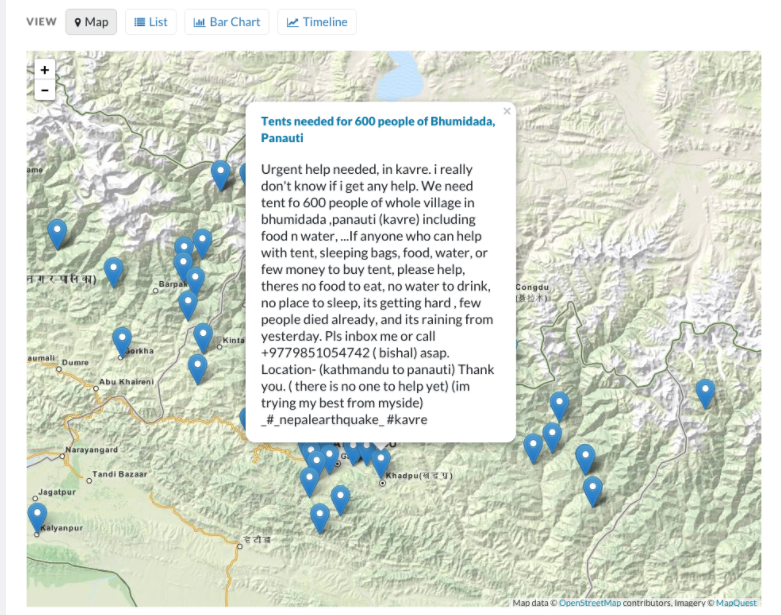 VIEW Map List Bar Chart Timeline
+
−
×
Tents needed for 600 people of Bhumidada,
Panauti
Urgent help needed, in kavre. i really
don't know if i get any help. We need
tent fo 600 people of whole village in
bhumidada ,panauti (kavre) including
food n water, ...If anyone who can help
with tent, sleeping bags, food, water, or
few money to buy tent, please help,
theres no food to eat, no water to drink,
no place to sleep, its getting hard , few
people died already, and its raining from
yesterday. Pls inbox me or call
+9779851054742 ( bishal) asap.
Location- (kathmandu to panauti) Thank
you. ( there is no one to help yet) (im
trying my best from myside)
_#_nepalearthquake_ #kavre
ame
Barpak
Congdu
Kinta
Gorkha
aumali
Dumre
Abu Khaireni
Narayangard
Tandi Bazaar
Khadpu
Jagatpur
Kalyanpur
Map data © OpenStreetMap contributors, Imagery © MapQuest